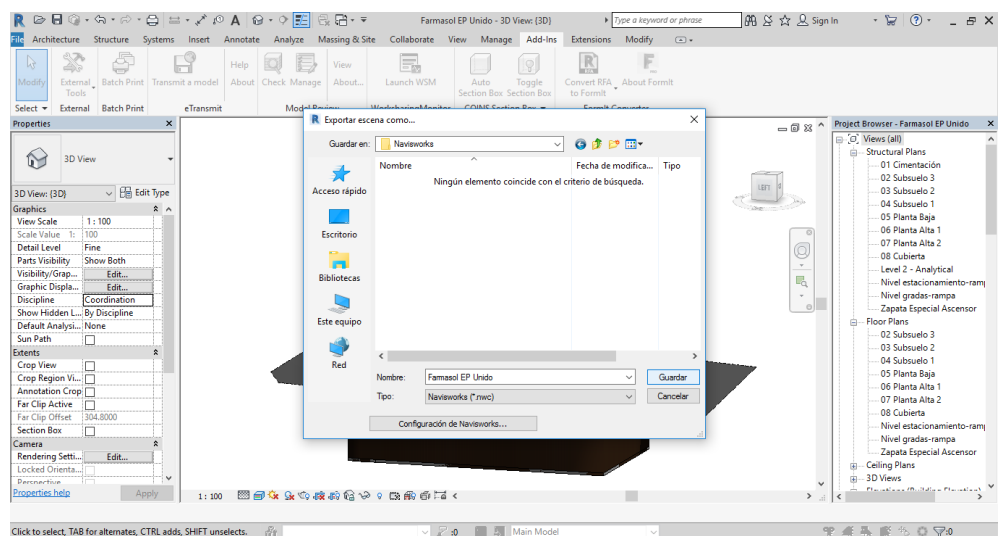 Farmasol EP Unido - 3D View: {3D}
Type a keyword or phrase
Sign In
File Architecture Structure Systems Insert Annotate Analyze Massing & Site Collaborate View Manage Add-Ins Extensions Modify
Modify
External Tools
Batch Print
Transmit a model
Help
About
Check
Manage
View
About...
Launch WSM
Auto Section Box
Toggle Section Box
Convert RFA to FormIt
About FormIt
Select
External
Batch Print
eTransmit
Properties
3D View
3D View: {3D}
Edit Type
Graphics
View Scale 1 : 100
Scale Value 1: 100
Detail Level Fine
Parts Visibility Show Both
Visibility/Grap... Edit...
Graphic Displa... Edit...
Discipline Coordination
Show Hidden L... By Discipline
Default Analysi... None
Sun Path
Extents
Crop View
Crop Region Vi...
Annotation Crop
Far Clip Active
Far Clip Offset 304.8000
Section Box
Camera
Rendering Setti... Edit...
Locked Orienta...
Perspective
Properties help
Apply
Exportar escena como...
Guardar en: Navisworks
Nombre Fecha de modifica... Tipo
Ningún elemento coincide con el criterio de búsqueda.
Acceso rápido
Escritorio
Bibliotecas
Este equipo
Red
Nombre: Farmasol EP Unido Guardar
Tipo: Navisworks (*.nwc) Cancelar
Configuración de Navisworks...
LEFT
Project Browser - Farmasol EP Unido
Views (all)
Structural Plans
01 Cimentación
02 Subsuelo 3
03 Subsuelo 2
04 Subsuelo 1
05 Planta Baja
06 Planta Alta 1
07 Planta Alta 2
08 Cubierta
Level 2 - Analytical
Nivel estacionamiento-ramp
Nivel gradas-rampa
Zapata Especial Ascensor
Floor Plans
02 Subsuelo 3
03 Subsuelo 2
04 Subsuelo 1
05 Planta Baja
06 Planta Alta 1
07 Planta Alta 2
08 Cubierta
Nivel estacionamiento-ramp
Nivel gradas-rampa
Zapata Especial Ascensor
Ceiling Plans
3D Views
1 : 100
Click to select, TAB for alternates, CTRL adds, SHIFT unselects.
:0
Main Model
:0